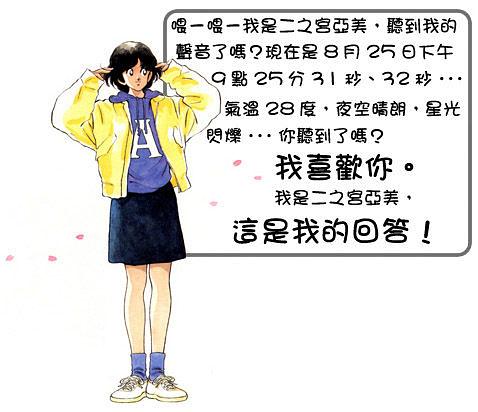 喂一喂一我是二之宮亞美，聽到我的
聲音了嗎?現在是8月25日下午
9點25分31秒、32秒···
氣溫28度，夜空晴朗，星光
閃爍···你聽到了嗎?
我喜歡你。
我是二之宮亞美，
這是我的回答！
A